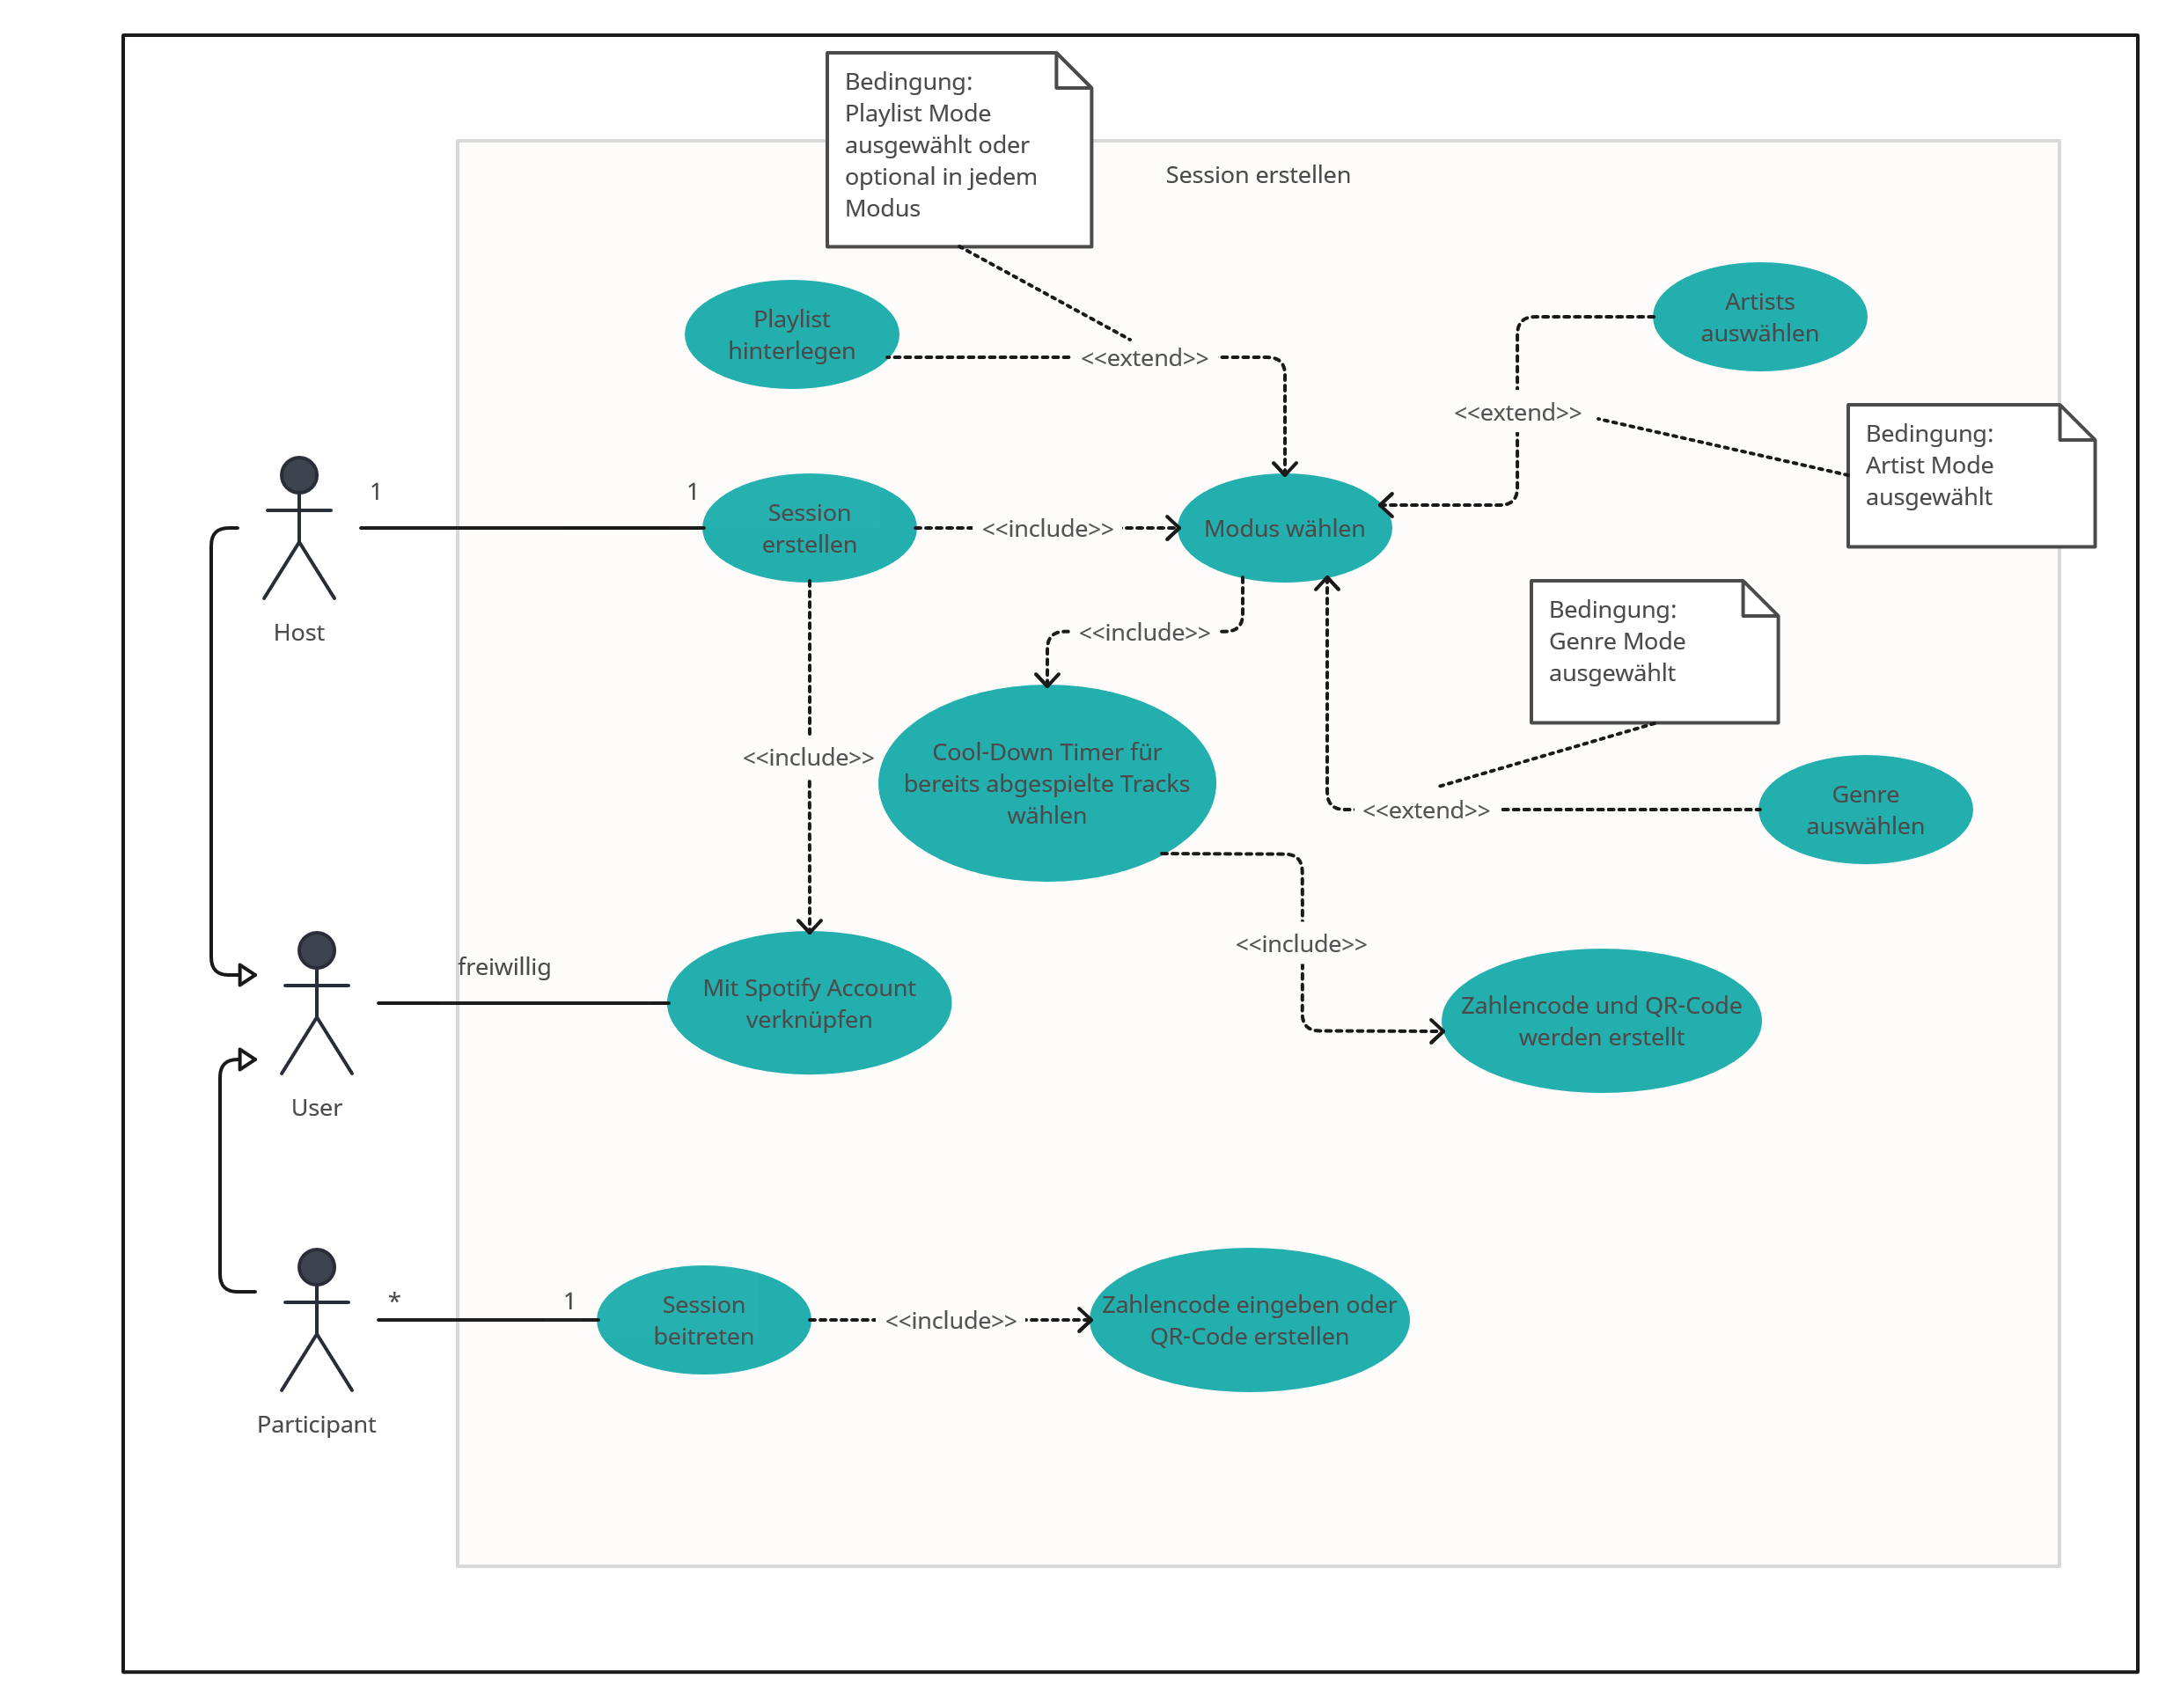 Bedingung:
Playlist Mode
ausgewählt oder
optional in jedem
Modus
Session erstellen
Playlist
hinterlegen
<<extend>>
Artists
auswählen
<<extend>>
Bedingung:
Artist Mode
ausgewählt
Host
1
1
Session
erstellen
<<include>>
Modus wählen
<<include>>
Bedingung:
Genre Mode
ausgewählt
<<include>>
Cool-Down Timer für
bereits abgespielte Tracks
wählen
<<extend>>
Genre
auswählen
<<include>>
User
freiwillig
Mit Spotify Account
verknüpfen
Zahlencode und QR-Code
werden erstellt
Participant
*
1
Session
beitreten
<<include>>
Zahlencode eingeben oder
QR-Code erstellen